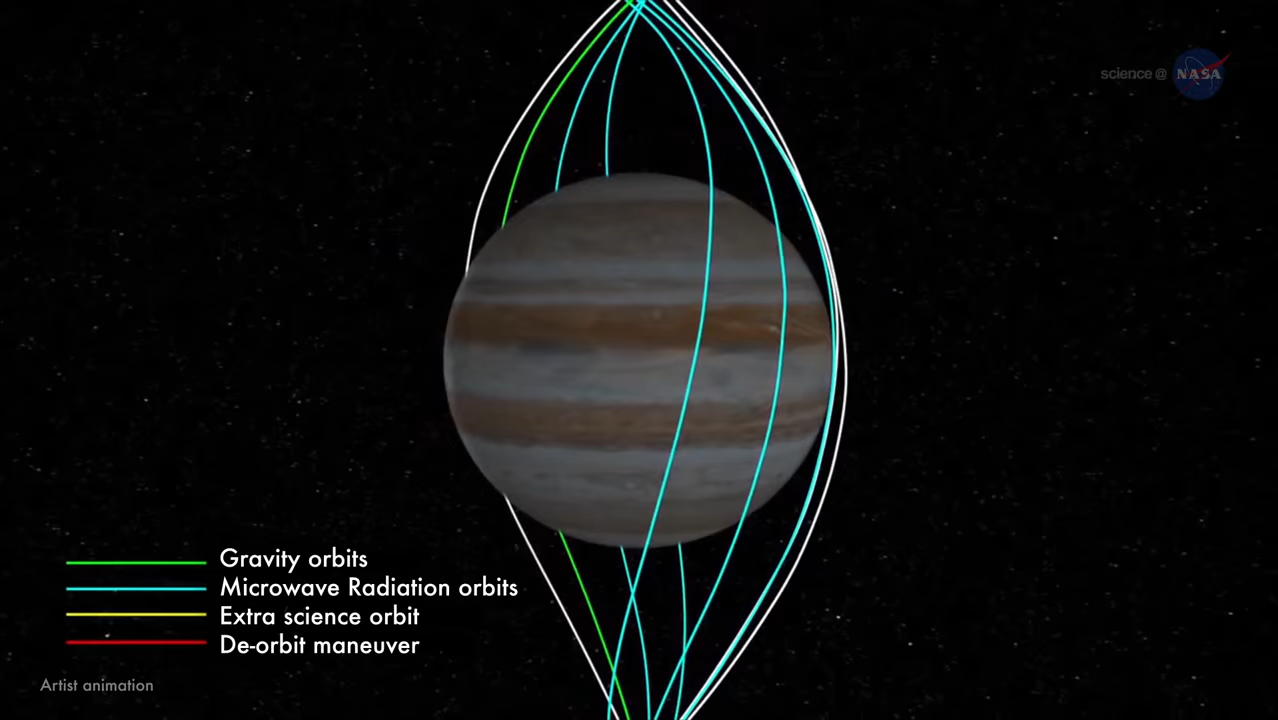 science @ NASA
Gravity orbits
Microwave Radiation orbits
Extra science orbit
De-orbit maneuver
Artist animation